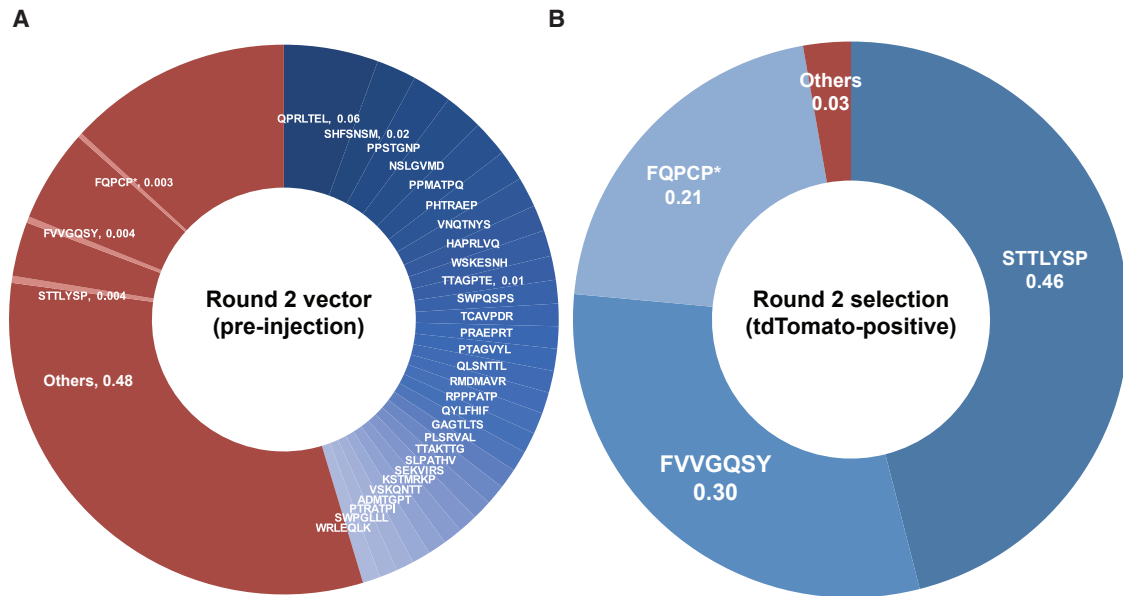 A
QPRLTEL, 0.06
SHFSNSM, 0.02
PPSTGNP
NSLGVMD
PPMATPQ
PHTRAEP
VNQTNYS
HAPRLVQ
WSKESNH
TTAGPTE, 0.01
SWPQSPS
TCAVPDR
PRAEPRT
PTAGVYL
QLSNTTL
RMDMAVR
RPPPATP
QYLFHIF
GAGTLTS
PLSRVAL
TTAKTTG
SLPATHV
SEKVIRS
KSTMRKP
VSKQNTT
ADMTGPT
PTRATPI
SWPGLLL
WRLEQLK
Others, 0.48
STTLYSP, 0.004
FVVGQSY, 0.004
FQPCP*, 0.003
Round 2 vector
(pre-injection)
B
Others
0.03
STTLYSP
0.46
FVVGQSY
0.30
FQPCP*
0.21
Round 2 selection
(tdTomato-positive)